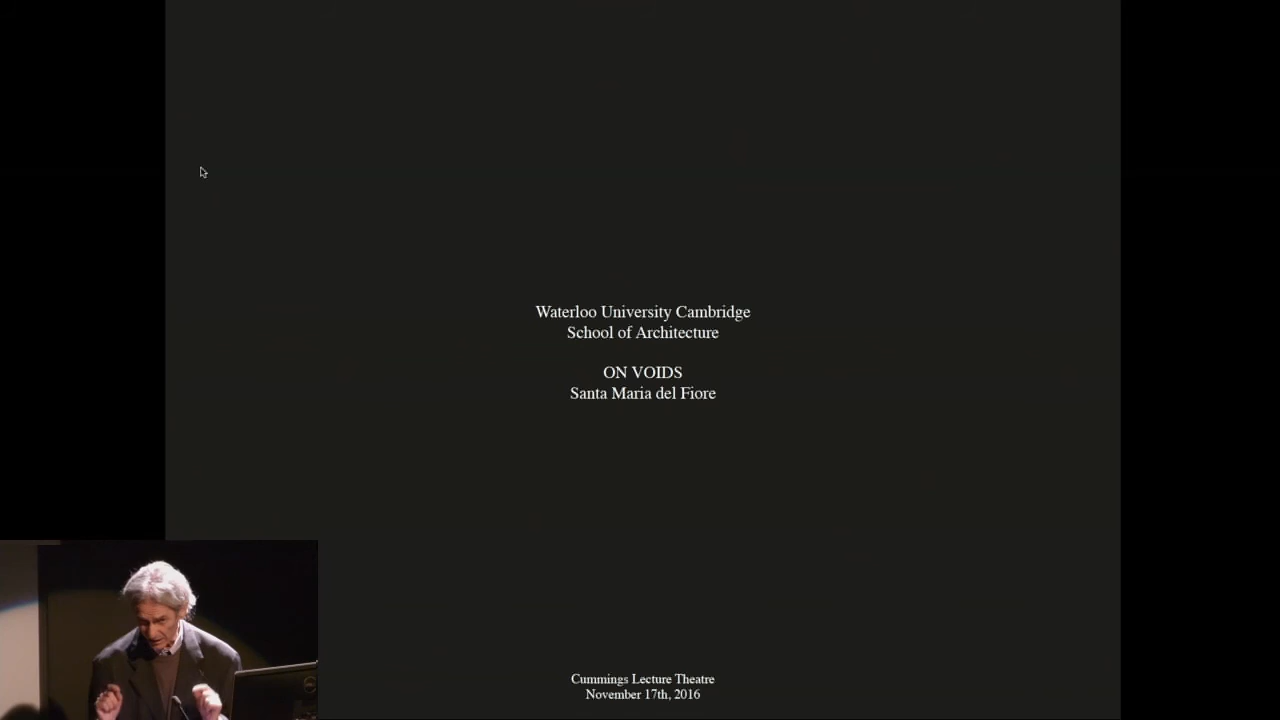 Waterloo University Cambridge
School of Architecture
ON VOIDS
Santa Maria del Fiore
Cummings Lecture Theatre
November 17th, 2016